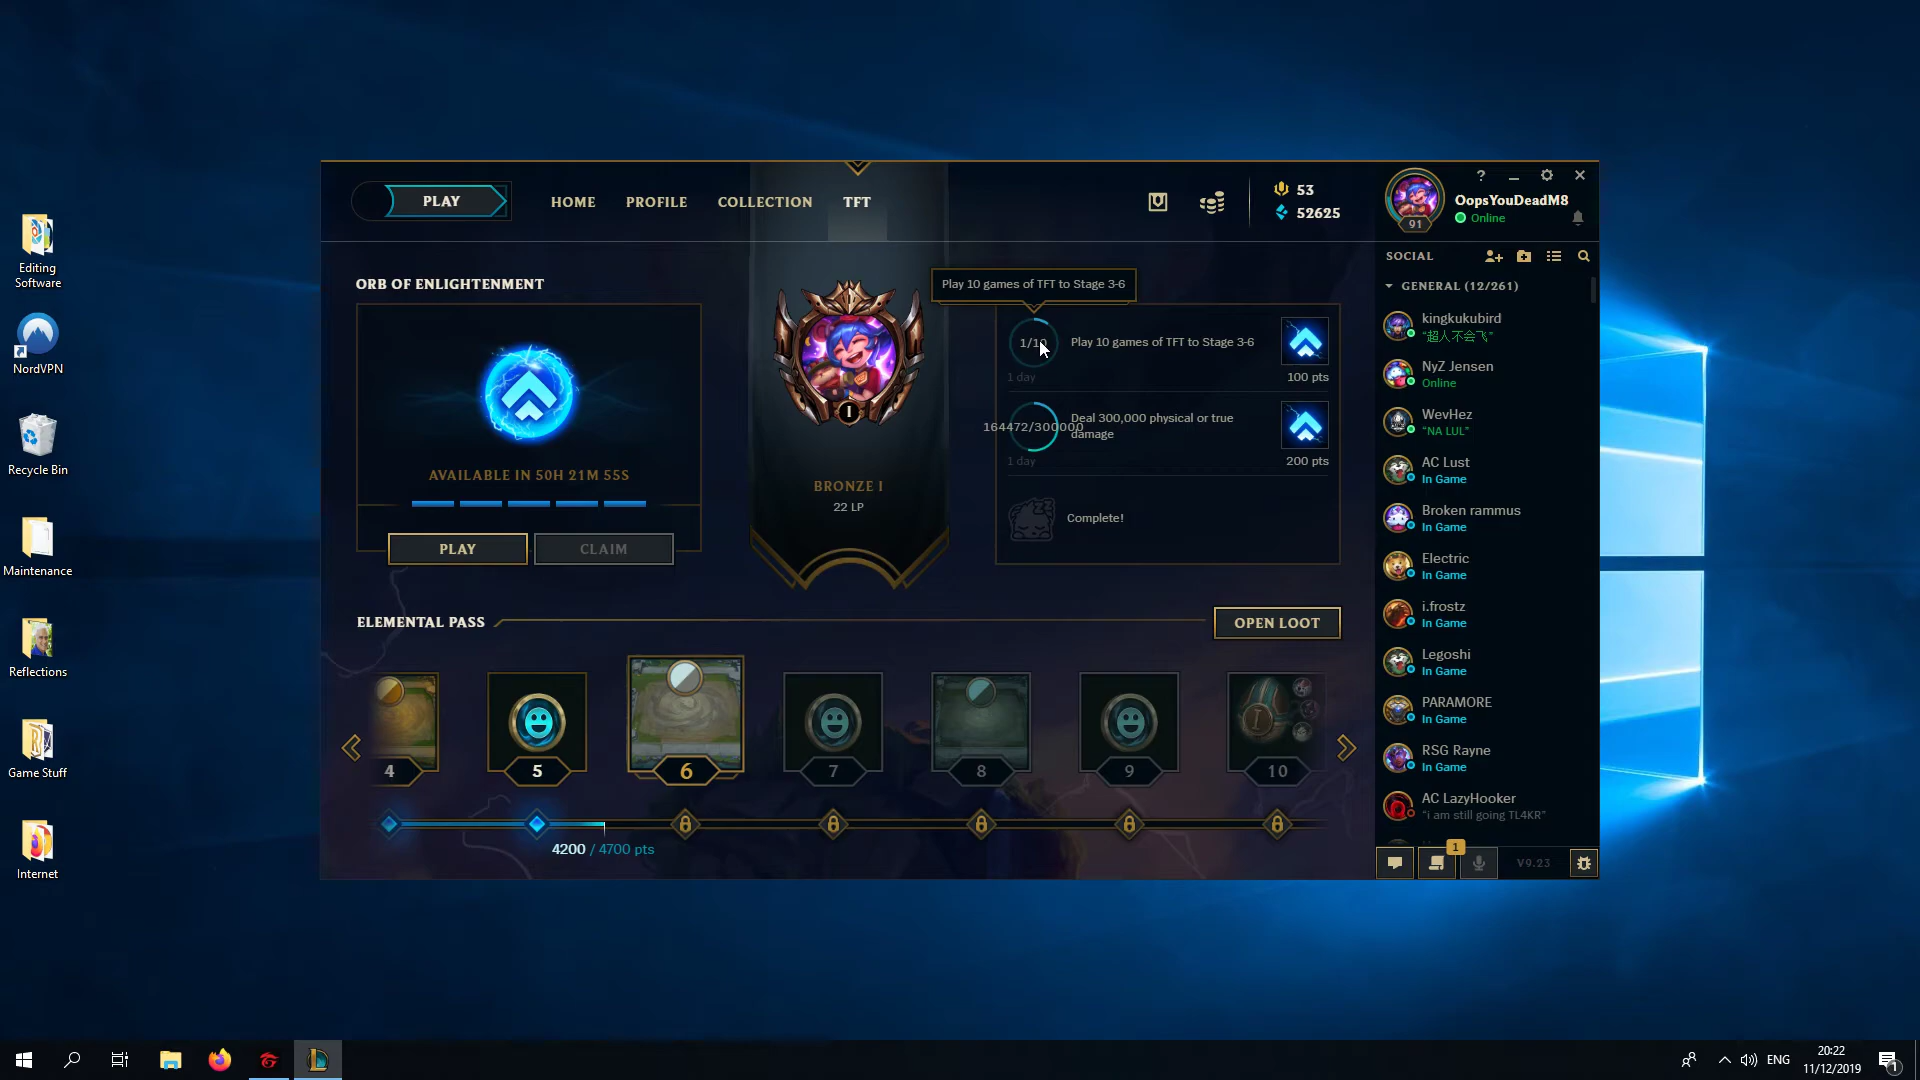 Editing
Software
NordVPN
Recycle Bin
Maintenance
Reflections
Game Stuff
Internet
PLAY
HOME
PROFILE
COLLECTION
TFT
53
52625
?
OopsYouDeadM8
Online
91
ORB OF ENLIGHTENMENT
AVAILABLE IN 50H 21M 55S
PLAY
CLAIM
I
BRONZE I
22 LP
Play 10 games of TFT to Stage 3-6
1/10
Play 10 games of TFT to Stage 3-6
1 day
100 pts
164472/300000
Deal 300,000 physical or true
damage
1 day
200 pts
Complete!
ELEMENTAL PASS
OPEN LOOT
4
5
6
7
8
9
I
10
4200 / 4700 pts
SOCIAL
GENERAL (12/261)
kingkukubird
"超人不会飞"
NyZ Jensen
Online
WevHez
"NA LUL"
AC Lust
In Game
Broken rammus
In Game
Electric
In Game
i.frostz
In Game
Legoshi
In Game
PARAMORE
In Game
RSG Rayne
In Game
AC LazyHooker
"i am still going TL4KR"
1
V9.23
ENG
20:22
11/12/2019
1